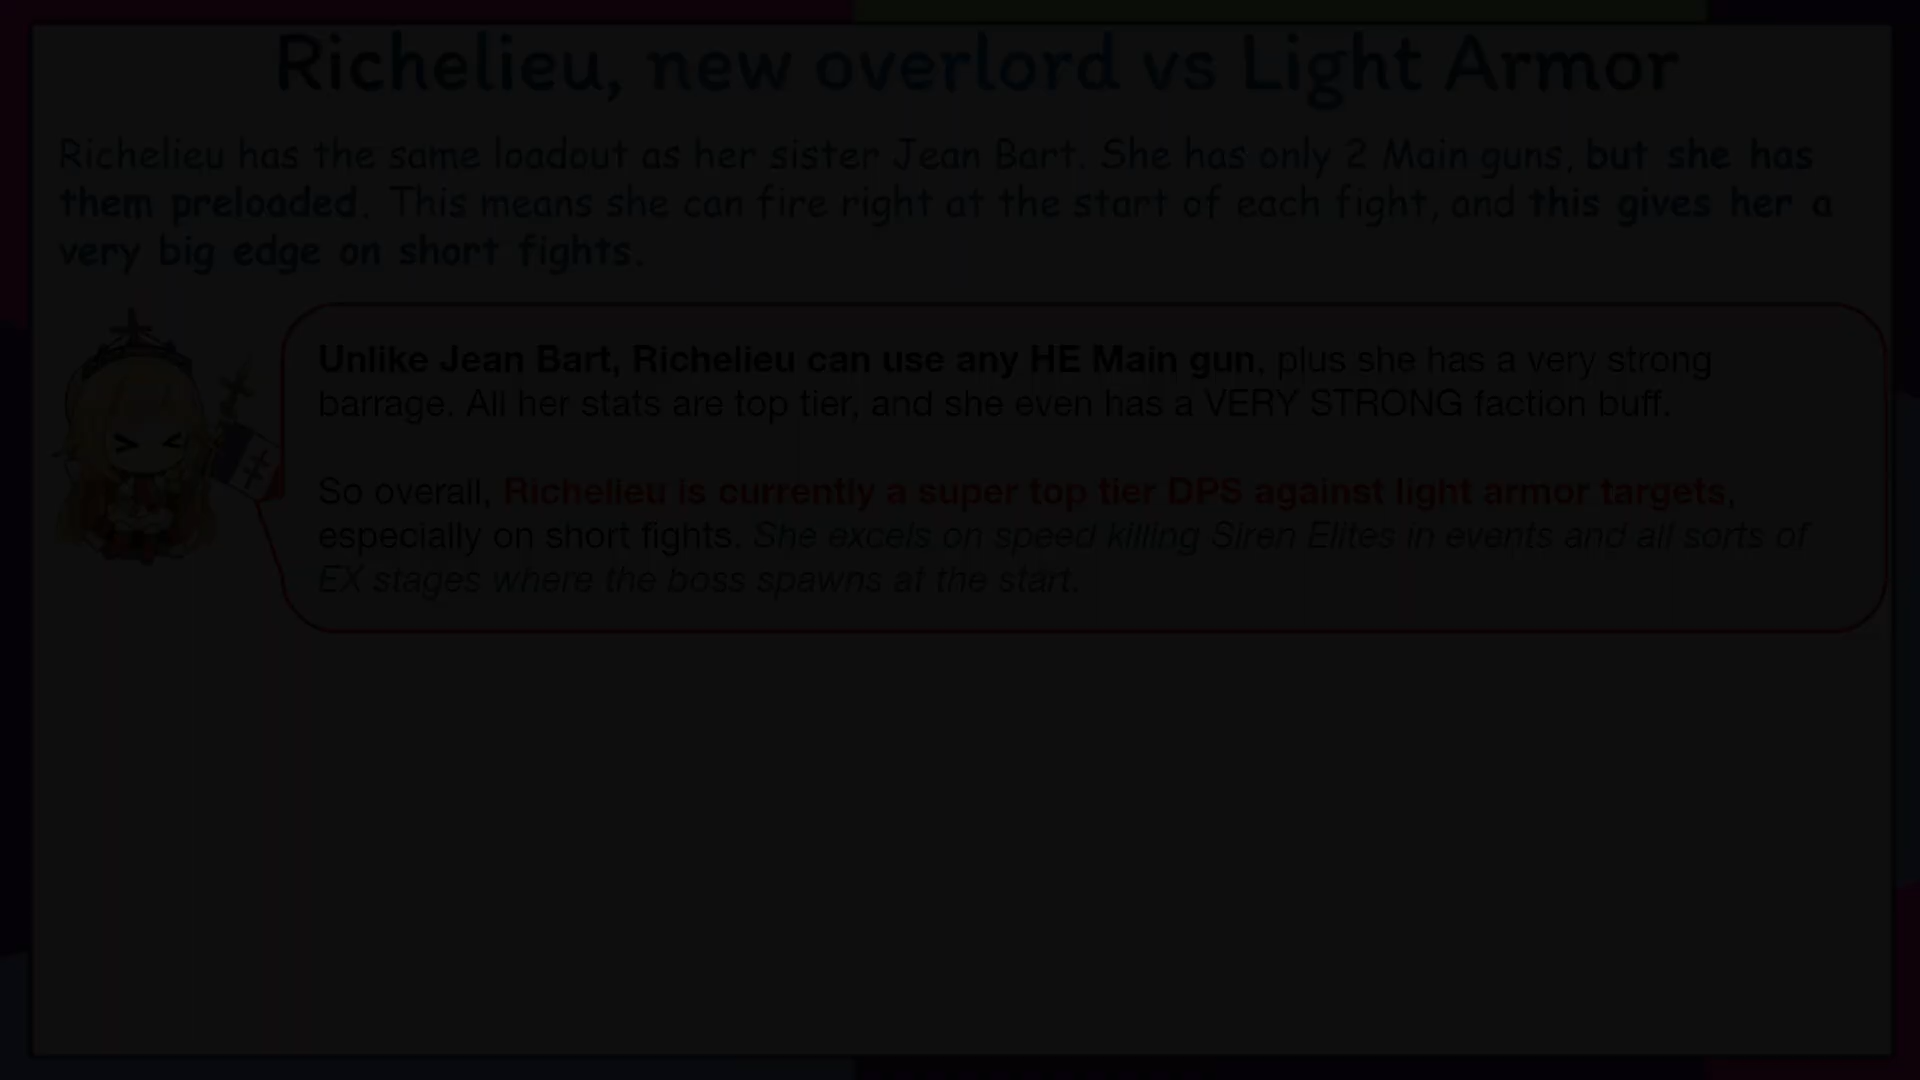 Richelieu, new overlord vs Light Armor
Richelieu has the same loadout as her sister Jean Bart. She has only 2 Main guns, but she has
them preloaded. This means she can fire right at the start of each fight, and this gives her a
very big edge on short fights.
Unlike Jean Bart, Richelieu can use any HE Main gun, plus she has a very strong
barrage. All her stats are top tier, and she even has a VERY STRONG faction buff.
So overall, Richelieu is currently a super top tier DPS against light armor targets,
especially on short fights. She excels on speed killing Siren Elites in events and all sorts of
EX stages where the boss spawns at the start.